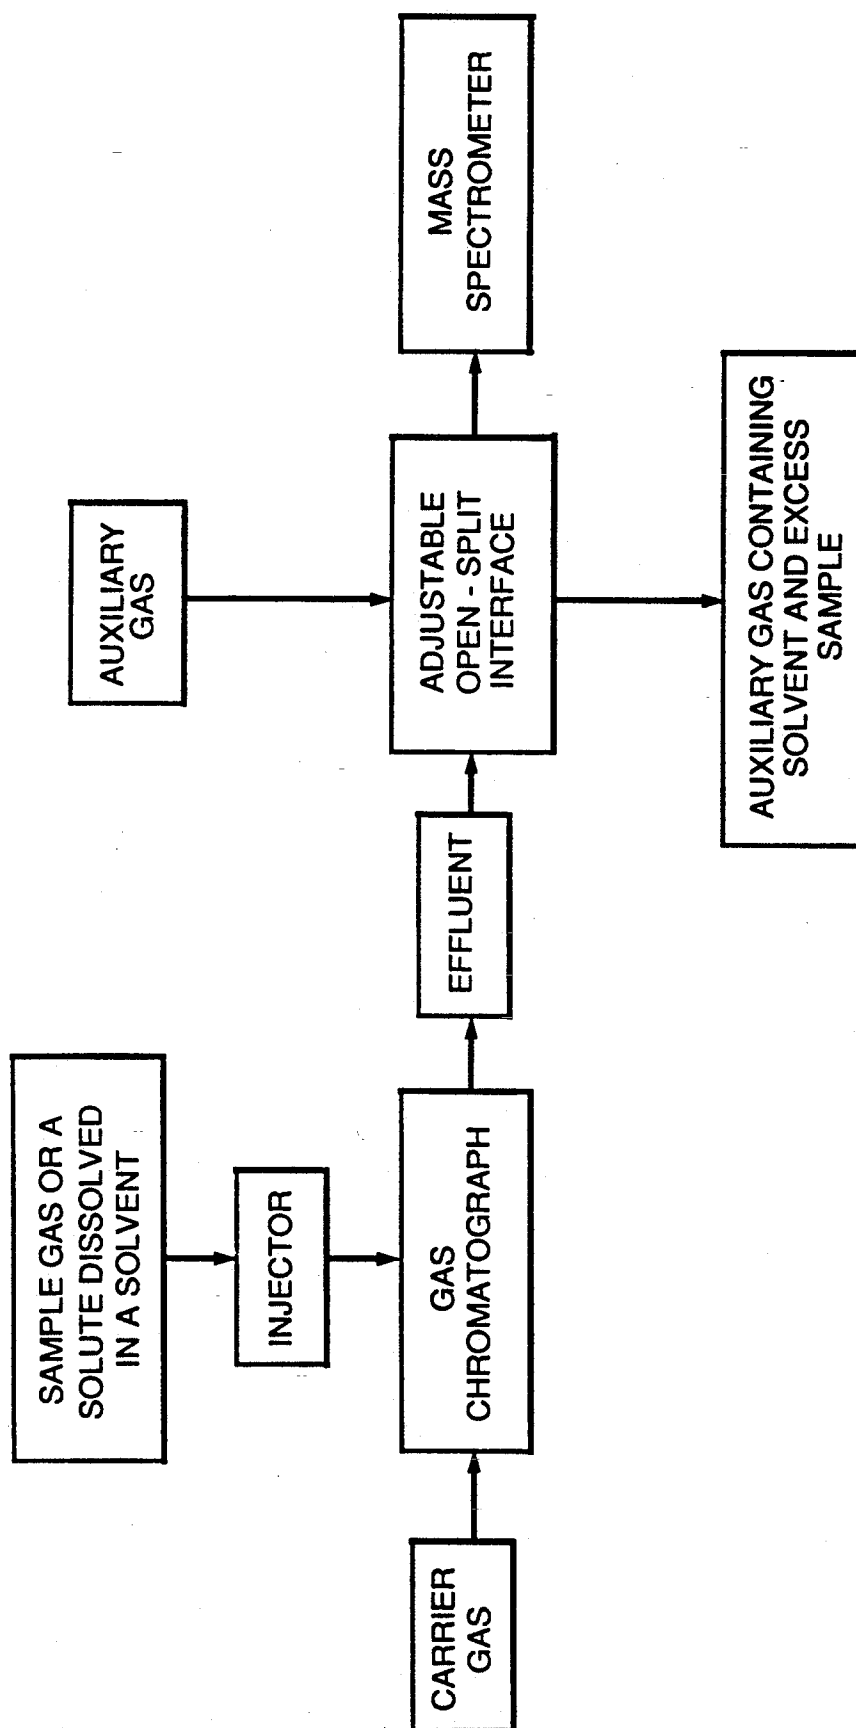 SAMPLE GAS OR A
SOLUTE DISSOLVED
IN A SOLVENT
INJECTOR
CARRIER
GAS
GAS
CHROMATOGRAPH
EFFLUENT
AUXILIARY
GAS
ADJUSTABLE
OPEN - SPLIT
INTERFACE
MASS
SPECTROMETER
AUXILIARY GAS CONTAINING
SOLVENT AND EXCESS
SAMPLE